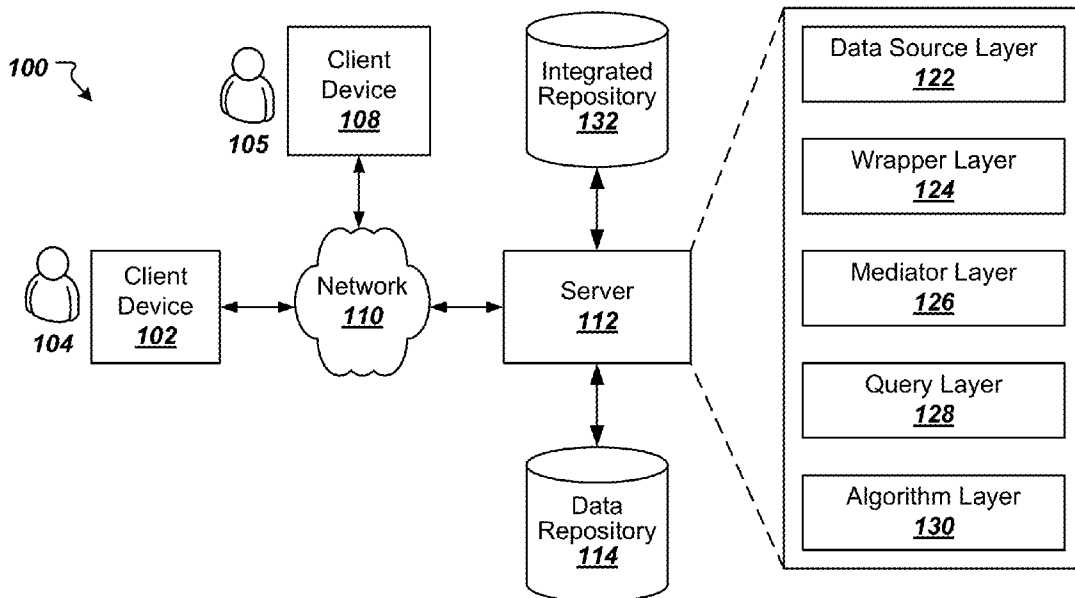 100
105
Client
Device
108
104
Client
Device
102
Network
110
Integrated
Repository
132
Server
112
Data
Repository
114
Data Source Layer
122
Wrapper Layer
124
Mediator Layer
126
Query Layer
128
Algorithm Layer
130